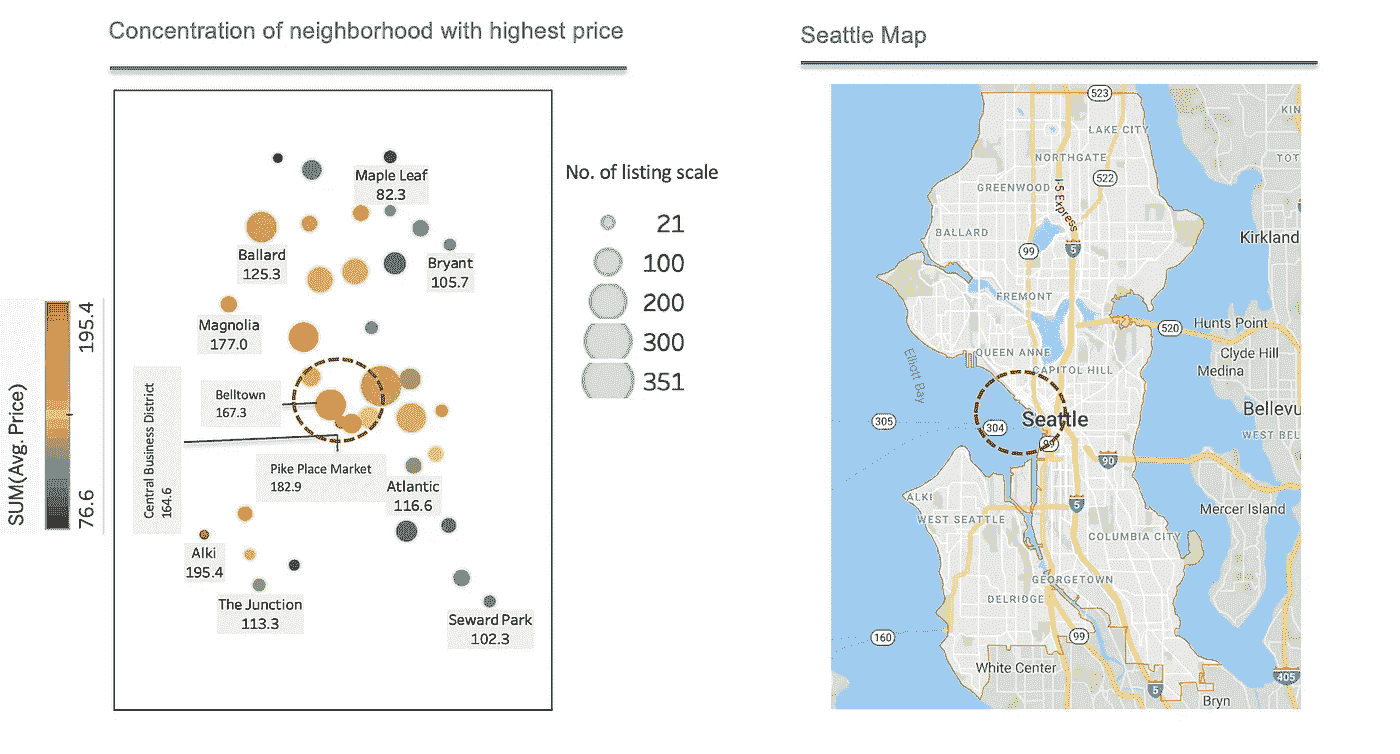 Concentration of neighborhood with highest price
Seattle Map
SUM(Avg. Price)
76.6
195.4
Maple Leaf
82.3
Ballard
125.3
Bryant
105.7
Magnolia
177.0
Belltown
167.3
Central Business District
164.6
Pike Place Market
182.9
Atlantic
116.6
Alki
195.4
The Junction
113.3
Seward Park
102.3
No. of listing scale
21
100
200
300
351
523
LAKE CITY
KIN
TOT
NORTHGATE
522
GREENWOOD
I-5 Express
BALLARD
99
5
Kirkland
FREMONT
520
Hunts Point
QUEEN ANNE
Clyde Hill
Medina
CAPITOL HILL
Elliott Bay
305
304
Seattle
Bellevu
WEST BEL
99
90
ALKI
WEST SEATTLE
5
Mercer Island
COLUMBIA CITY
GEORGETOWN
DELRIDGE
160
99
White Center
405
5
Bryn